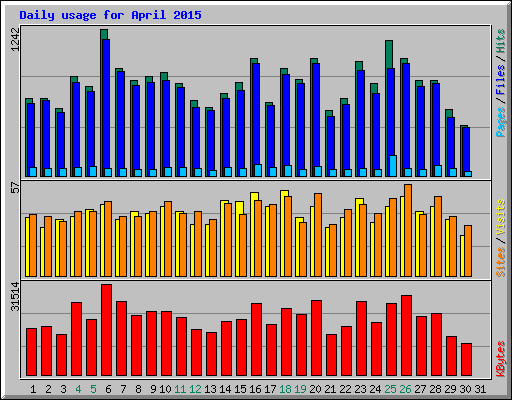 Daily usage for April 2015
1242
Pages / Files / Hits
57
Sites / Visits
31514
KBytes
1 2 3 4 5 6 7 8 9 10 11 12 13 14 15 16 17 18 19 20 21 22 23 24 25 26 27 28 29 30 31